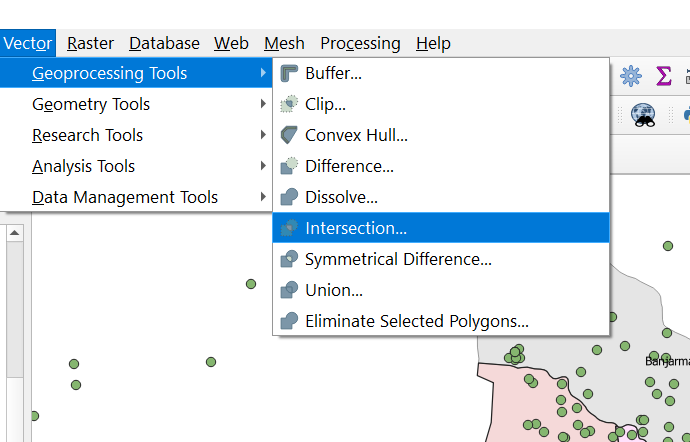 Vector Raster Database Web Mesh Processing Help
Geoprocessing Tools
Geometry Tools
Research Tools
Analysis Tools
Data Management Tools
Buffer...
Clip...
Convex Hull...
Difference...
Dissolve...
Intersection...
Symmetrical Difference...
Union...
Eliminate Selected Polygons...
Banjarma